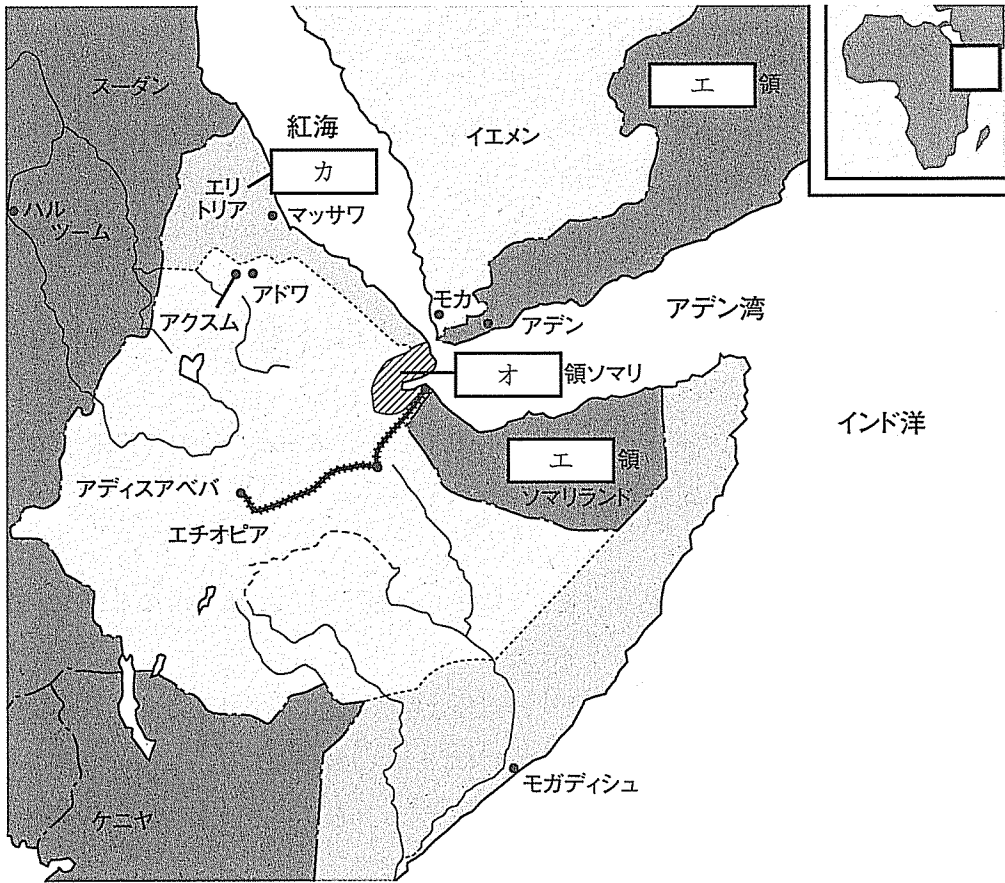 スーダン
紅海
イエメン
エ 領
カ
エリ
トリア
マッサワ
ハル
ツーム
アクスム
アドワ
モカ
アデン
アデン湾
オ 領ソマリ
インド洋
エ 領
ソマリランド
アディスアベバ
エチオピア
モガディシュ
ケニヤ